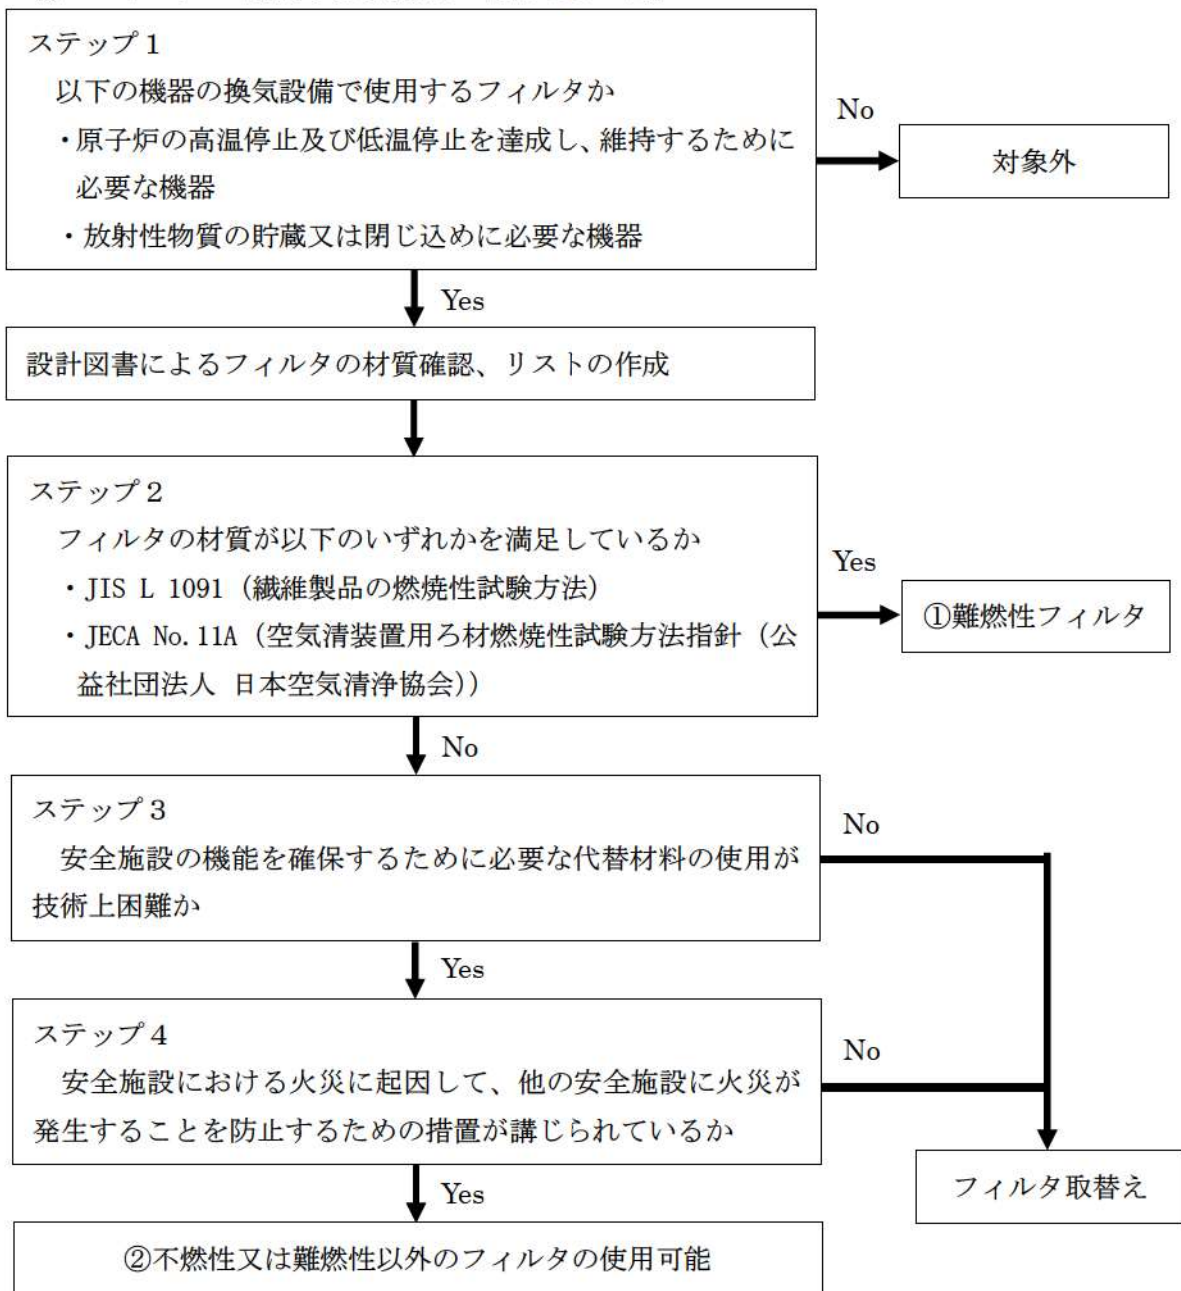 ステップ１
以下の機器の換気設備で使用するフィルタか
・原子炉の高温停止及び低温停止を達成し、維持するために
必要な機器
・放射性物質の貯蔵又は閉じ込めに必要な機器
No
対象外
Yes
設計図書によるフィルタの材質確認、リストの作成
ステップ２
フィルタの材質が以下のいずれかを満足しているか
・JIS L 1091（繊維製品の燃焼性試験方法）
・JECA No.11A（空気清装置用ろ材燃焼性試験方法指針（公
益社団法人 日本空気清浄協会））
Yes
①難燃性フィルタ
No
ステップ３
安全施設の機能を確保するために必要な代替材料の使用が
技術上困難か
No
Yes
ステップ４
安全施設における火災に起因して、他の安全施設に火災が
発生することを防止するための措置が講じられているか
No
フィルタ取替え
Yes
②不燃性又は難燃性以外のフィルタの使用可能